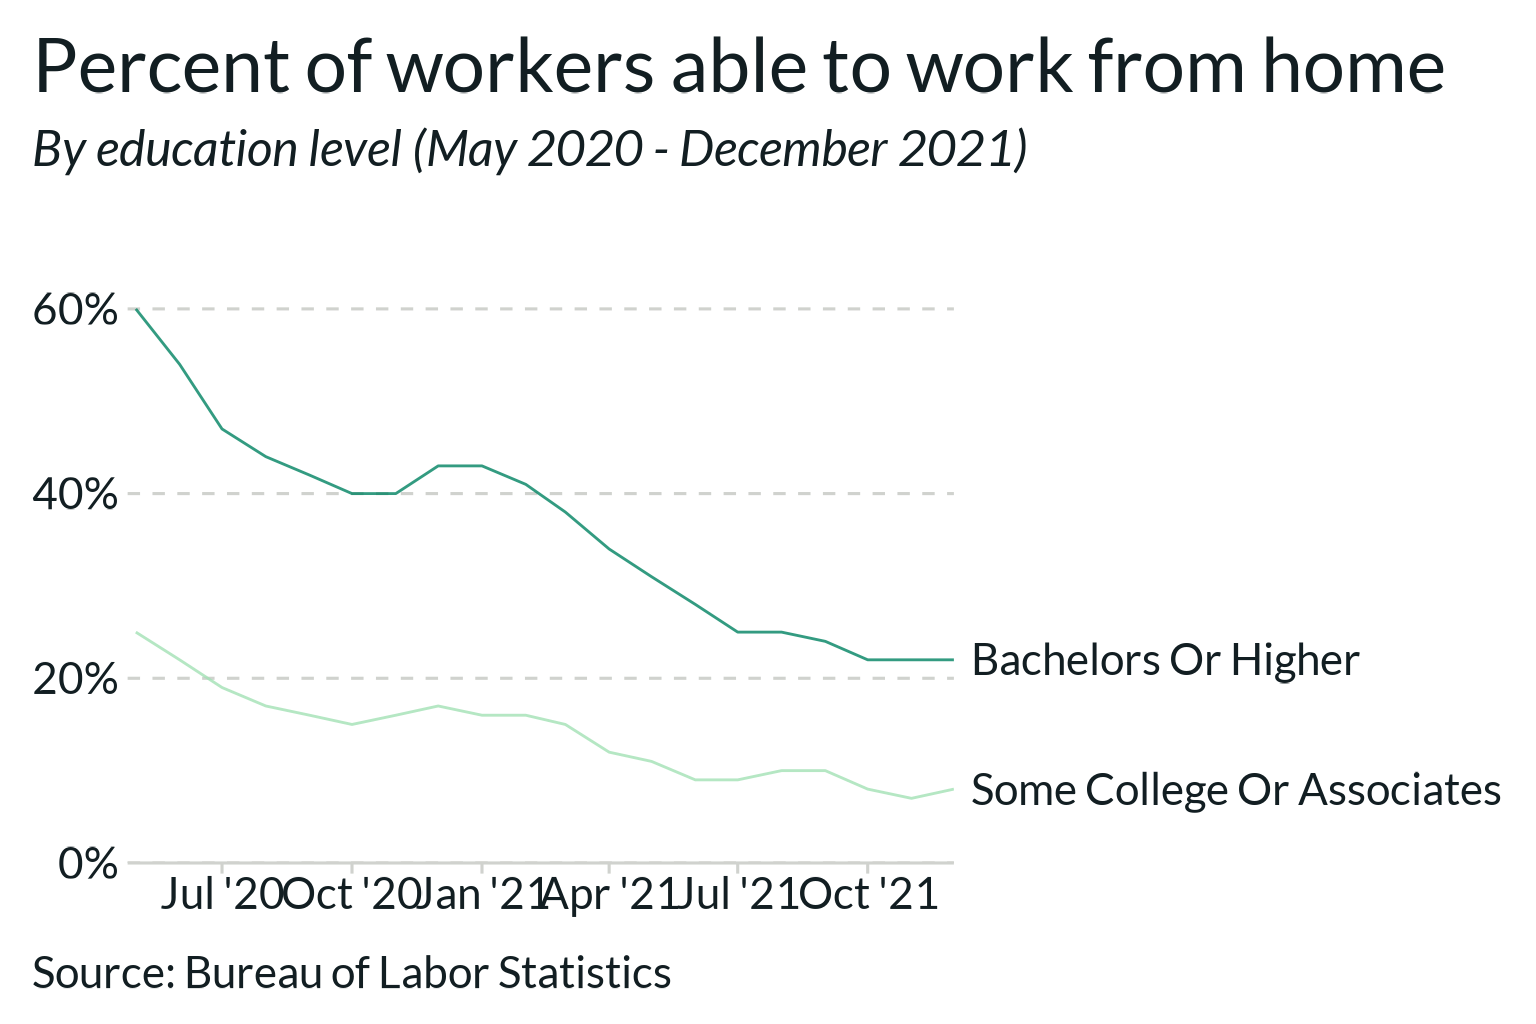 Percent of workers able to work from home
By education level (May 2020 - December 2021)
60%
40%
20%
0%
Bachelors Or Higher
Some College Or Associates
Jul '20 Oct '20 Jan '21 Apr '21 Jul '21 Oct '21
Source: Bureau of Labor Statistics